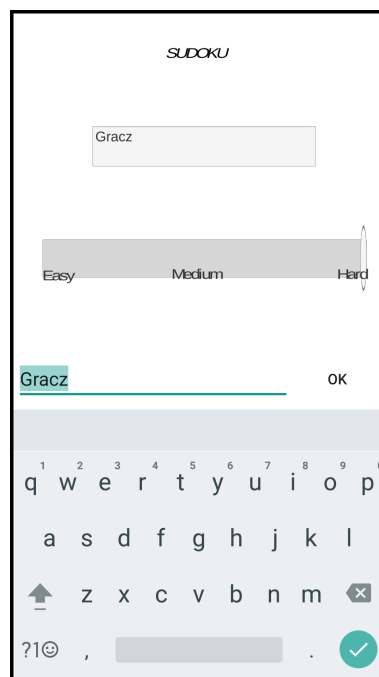 SUDOKU
Gracz
Easy Medium Hard
Gracz OK
1 2 3 4 5 6 7 8 9
q w e r t y u i o p
a s d f g h j k l
z x c v b n m
?1☺ , .